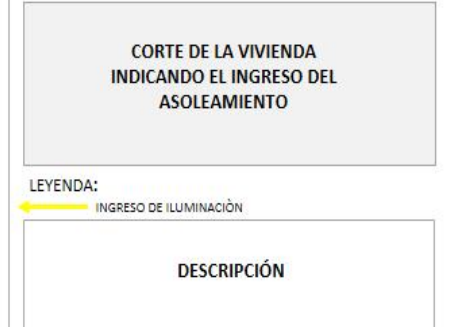 CORTE DE LA VIVIENDA
INDICANDO EL INGRESO DEL
ASOLEAMIENTO
LEYENDA:
INGRESO DE ILUMINACIÒN
DESCRIPCIÓN